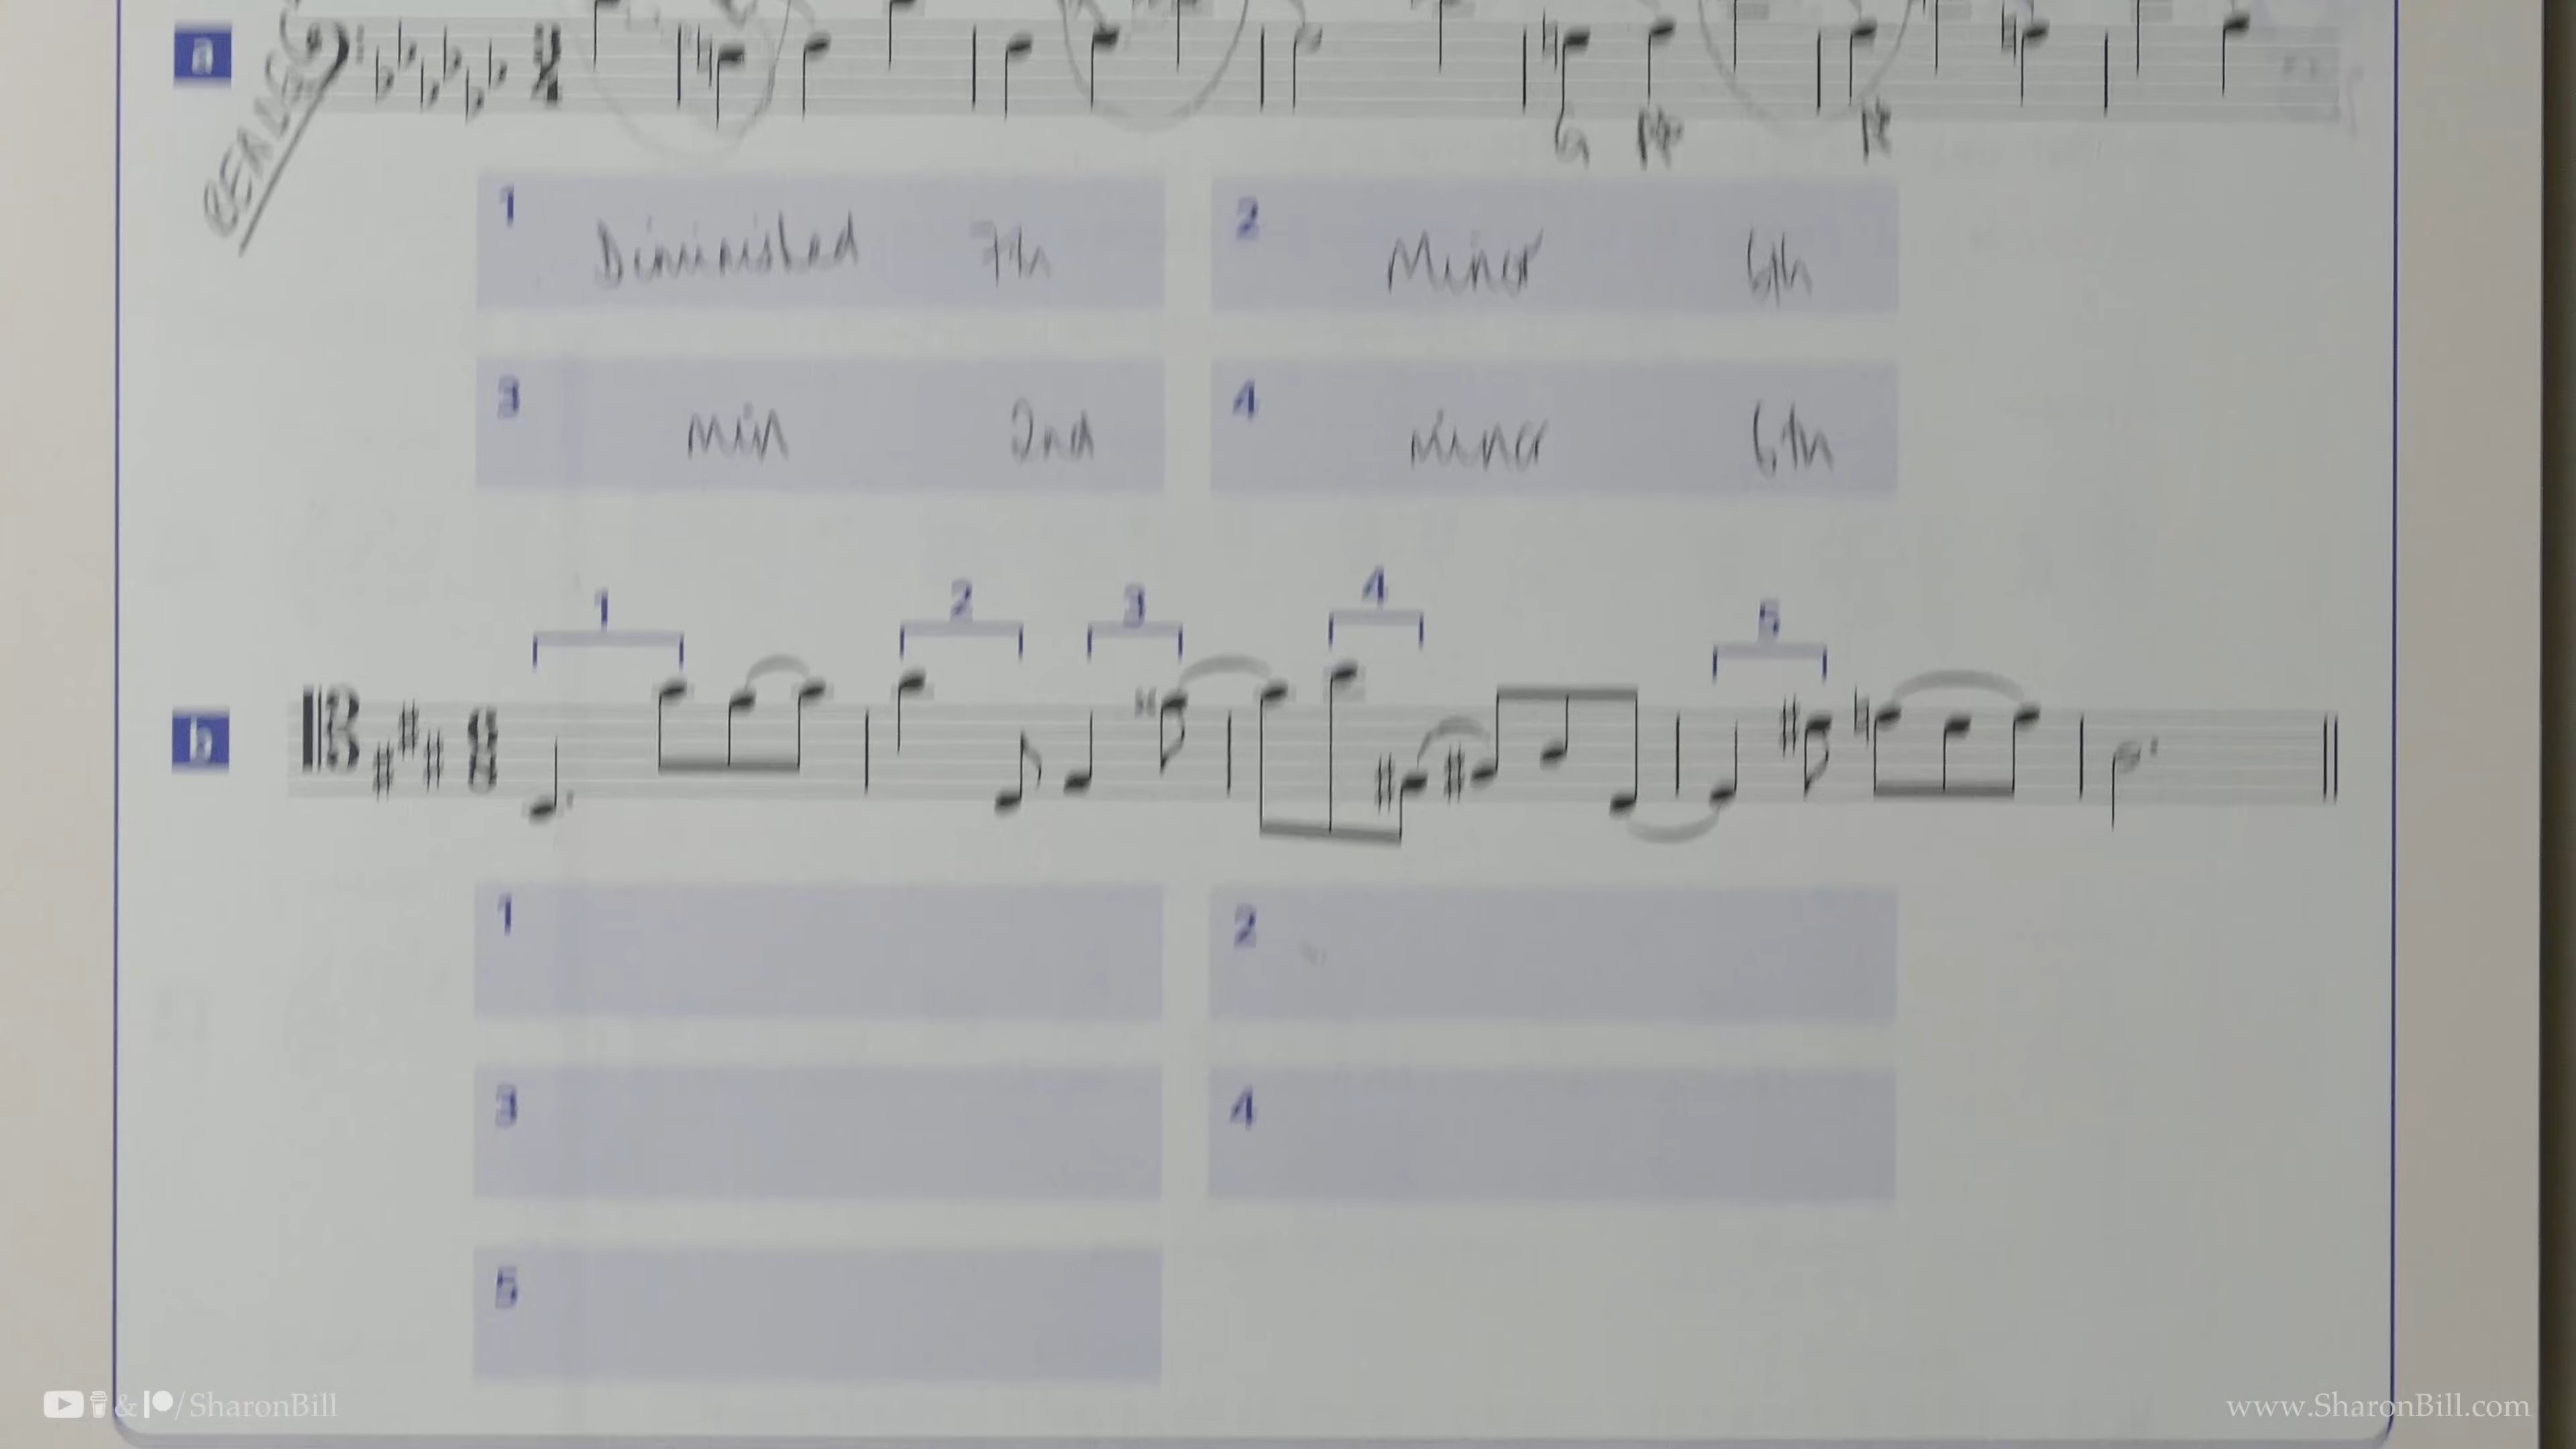 a
1 Diminished 7th 2 Minor 6th
3 min 2nd 4 minor 6th
1 2 3 4 5
b
1 2
3 4
5
& /SharonBill
www.SharonBill.com